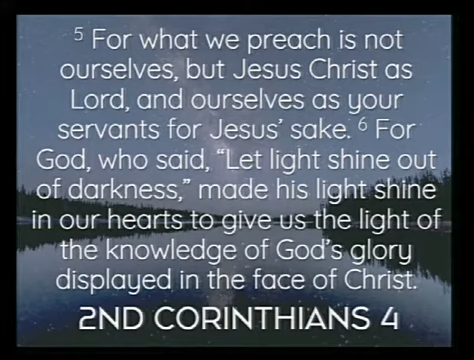 ⁵ For what we preach is not
ourselves, but Jesus Christ as
Lord, and ourselves as your
servants for Jesus’ sake. ⁶ For
God, who said, “Let light shine out
of darkness,” made his light shine
in our hearts to give us the light of
the knowledge of God’s glory
displayed in the face of Christ.
2ND CORINTHIANS 4